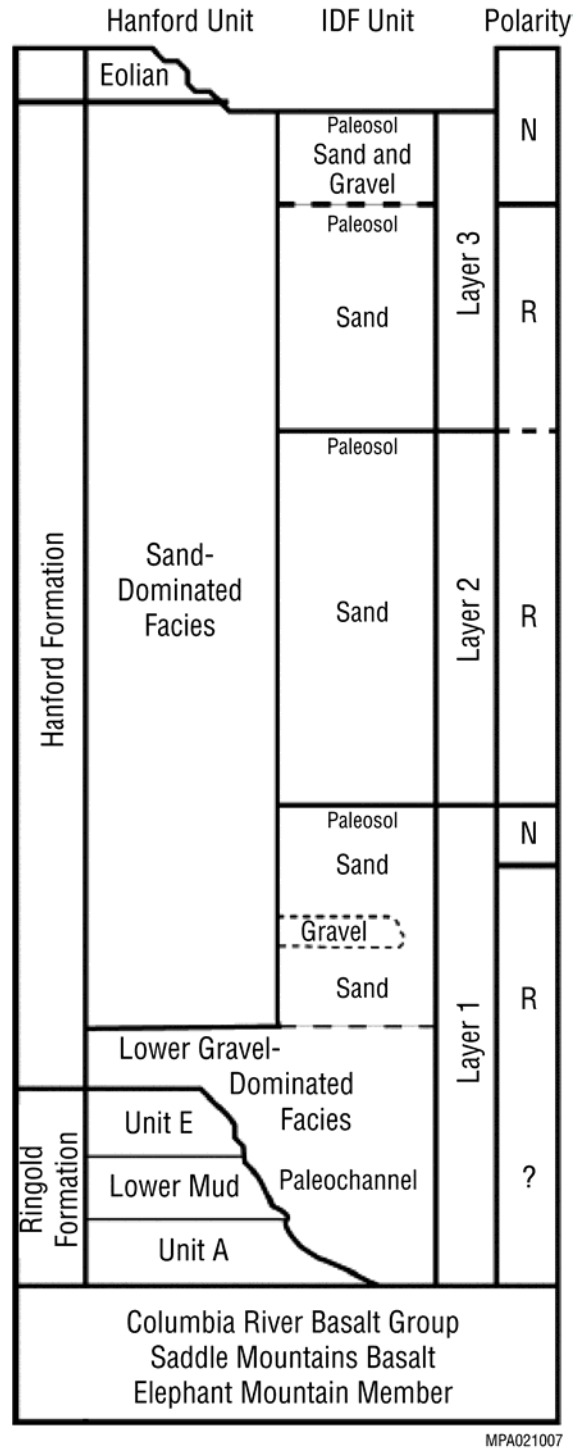 Hanford Unit
IDF Unit
Polarity
Eolian
Paleosol
Sand and
Gravel
N
Paleosol
Sand
Layer 3
R
Paleosol
Hanford Formation
Sand-
Dominated
Facies
Sand
Layer 2
R
Paleosol
Sand
N
Gravel
Sand
Layer 1
R
Lower Gravel-
Dominated
Facies
Ringold
Formation
Unit E
Lower Mud
Paleochannel
?
Unit A
Columbia River Basalt Group
Saddle Mountains Basalt
Elephant Mountain Member
MPA021007